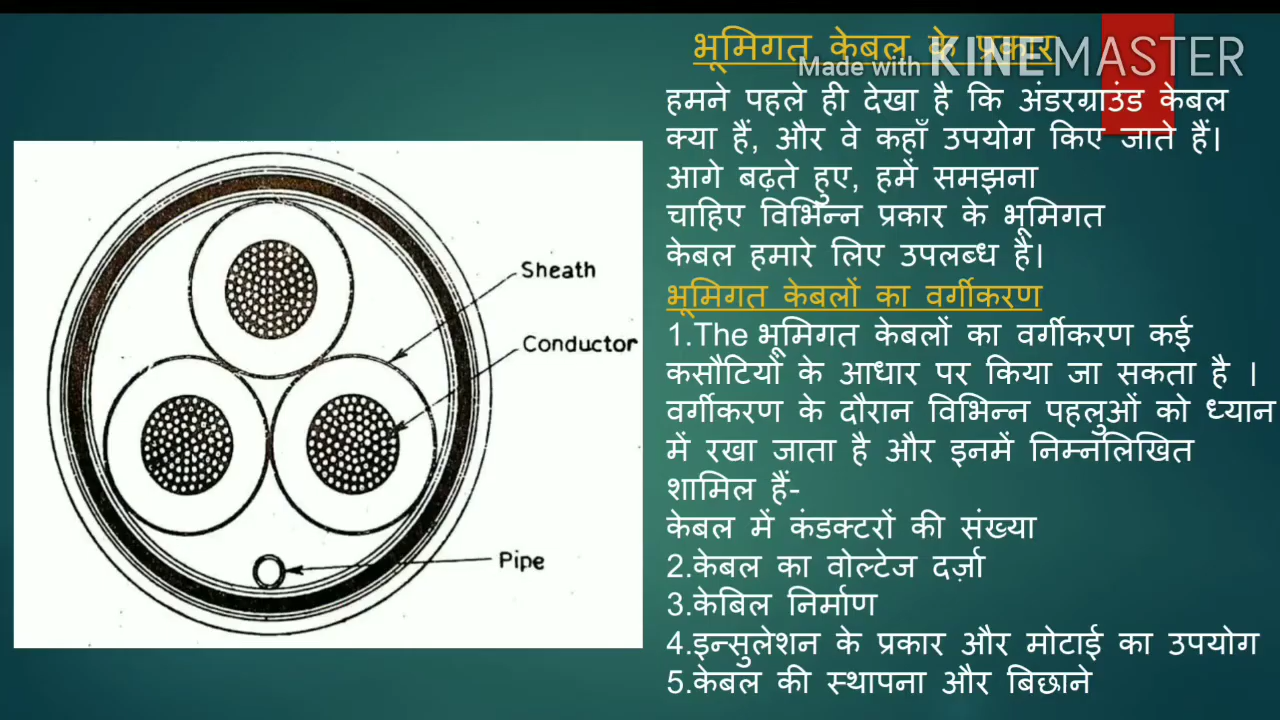 भूमिगत केबल के प्रकार
Made with KINEMASTER
हमने पहले ही देखा है कि अंडरग्राउंड केबल
क्या हैं, और वे कहाँ उपयोग किए जाते हैं।
आगे बढ़ते हुए, हमें समझना
चाहिए विभिन्न प्रकार के भूमिगत
केबल हमारे लिए उपलब्ध है।
भूमिगत केबलों का वर्गीकरण
1.The भूमिगत केबलों का वर्गीकरण कई
कसौटियों के आधार पर किया जा सकता है ।
वर्गीकरण के दौरान विभिन्न पहलुओं को ध्यान
में रखा जाता है और इनमें निम्नलिखित
शामिल हैं-
केबल में कंडक्टरों की संख्या
2.केबल का वोल्टेज दर्ज़ा
3.केबिल निर्माण
4.इन्सुलेशन के प्रकार और मोटाई का उपयोग
5.केबल की स्थापना और बिछाने
Sheath
Conductor
Pipe